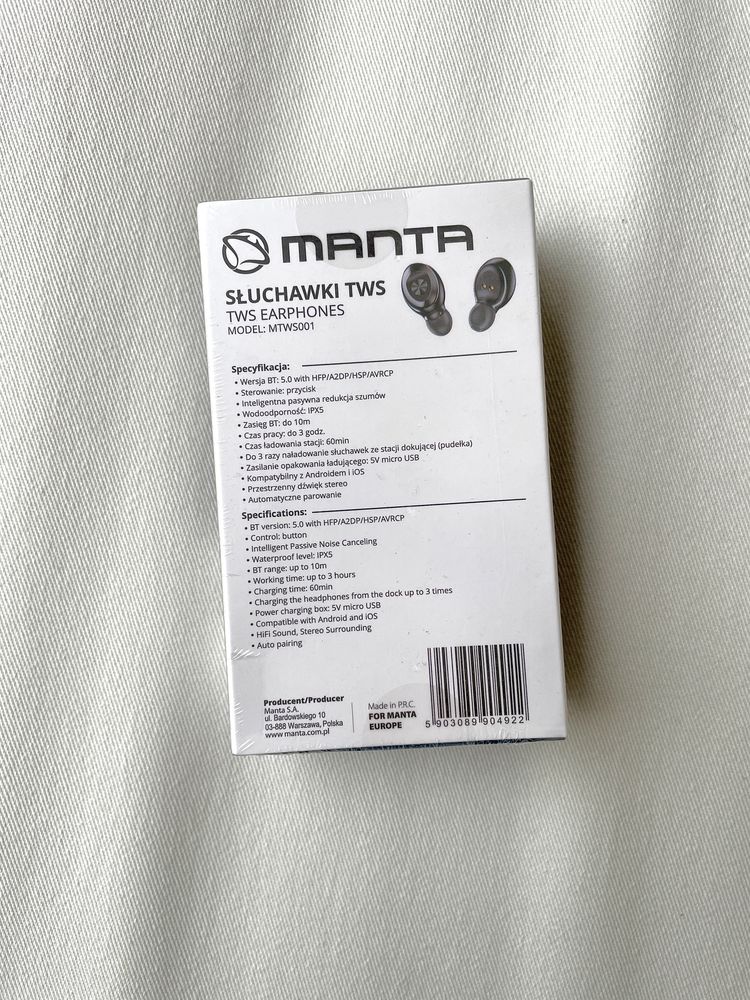 MANTA
SŁUCHAWKI TWS
TWS EARPHONES
MODEL: MTWS001
Specyfikacja:
• Wersja BT: 5.0 with HFP/A2DP/HSP/AVRCP
• Sterowanie: przycisk
• Inteligentna pasywna redukcja szumów
• Wodoodporność: IPX5
• Zasięg BT: do 10m
• Czas pracy: do 3 godz.
• Czas ładowania stacji: 60min
• Do 3 razy naładowanie słuchawek ze stacji dokującej (pudełka)
• Zasilanie opakowania ładującego: 5V micro USB
• Kompatybilny z Androidem i iOS
• Przestrzenny dźwięk stereo
• Automatyczne parowanie
Specifications:
• BT version: 5.0 with HFP/A2DP/HSP/AVRCP
• Control: button
• Intelligent Passive Noise Canceling
• Waterproof level: IPX5
• BT range: up to 10m
• Working time: up to 3 hours
• Charging time: 60min
• Charging the headphones from the dock up to 3 times
• Power charging box: 5V micro USB
• Compatible with Android and iOS
• HiFi Sound, Stereo Surrounding
• Auto pairing
Producent/Producer
Manta S.A.
ul. Bardowskiego 10
03-888 Warszawa, Polska
www.manta.com.pl
Made in P.R.C.
FOR MANTA
EUROPE
5 903089 904922